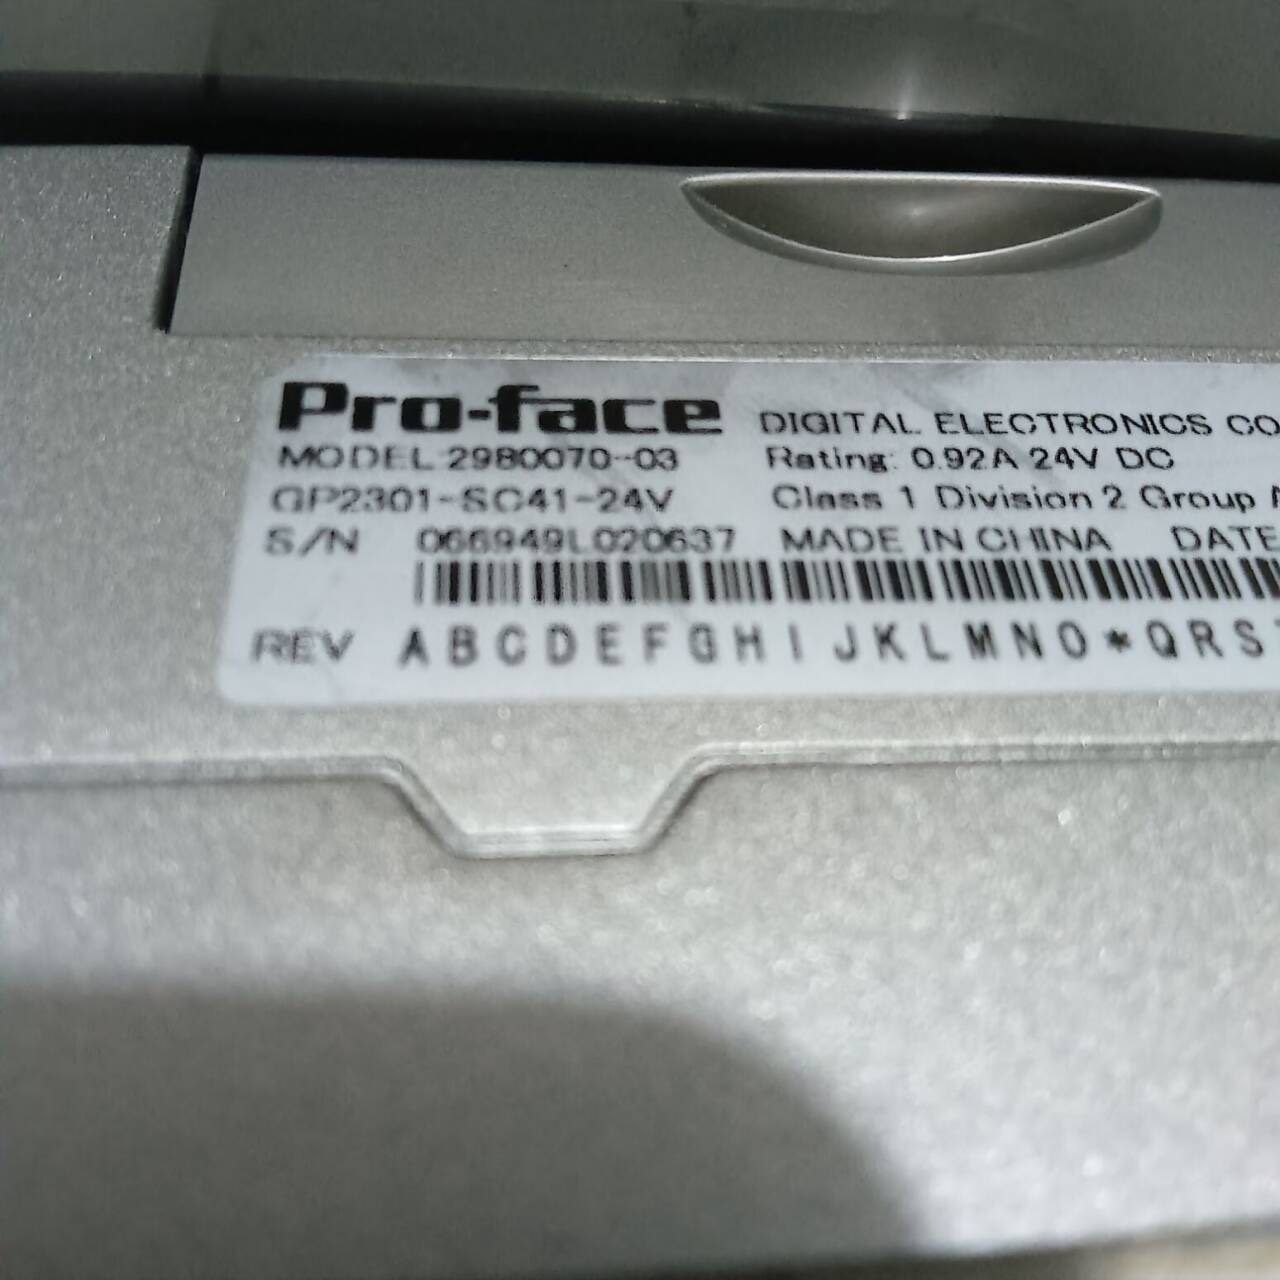 Pro-face DIGITAL ELECTRONICS CO
MODEL 2980070-03 Rating: 0.92A 24V DC
GP2301-SC41-24V Class 1 Division 2 Group A
S/N 066949L020637 MADE IN CHINA DATE
REV A B C D E F G H I J K L M N O * Q R S